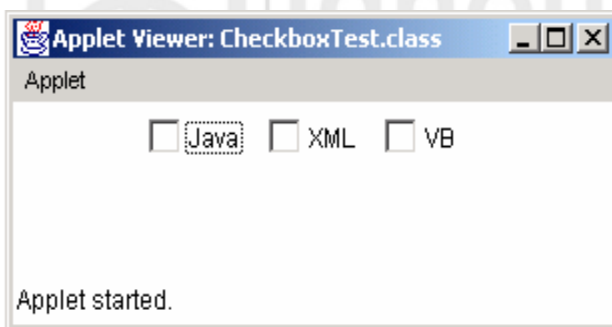 Applet Viewer: CheckboxTest.class
Applet
Java XML VB
Applet started.